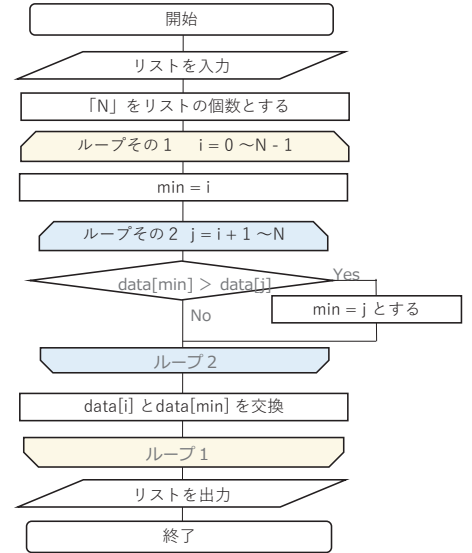 開始
リストを入力
「N」をリストの個数とする
ループその１　i = 0 ～N - 1
min = i
ループその２ j = i + 1 ～N
data[min] ＞ data[j]
Yes
min = j とする
No
ループ２
data[i] とdata[min] を交換
ループ１
リストを出力
終了